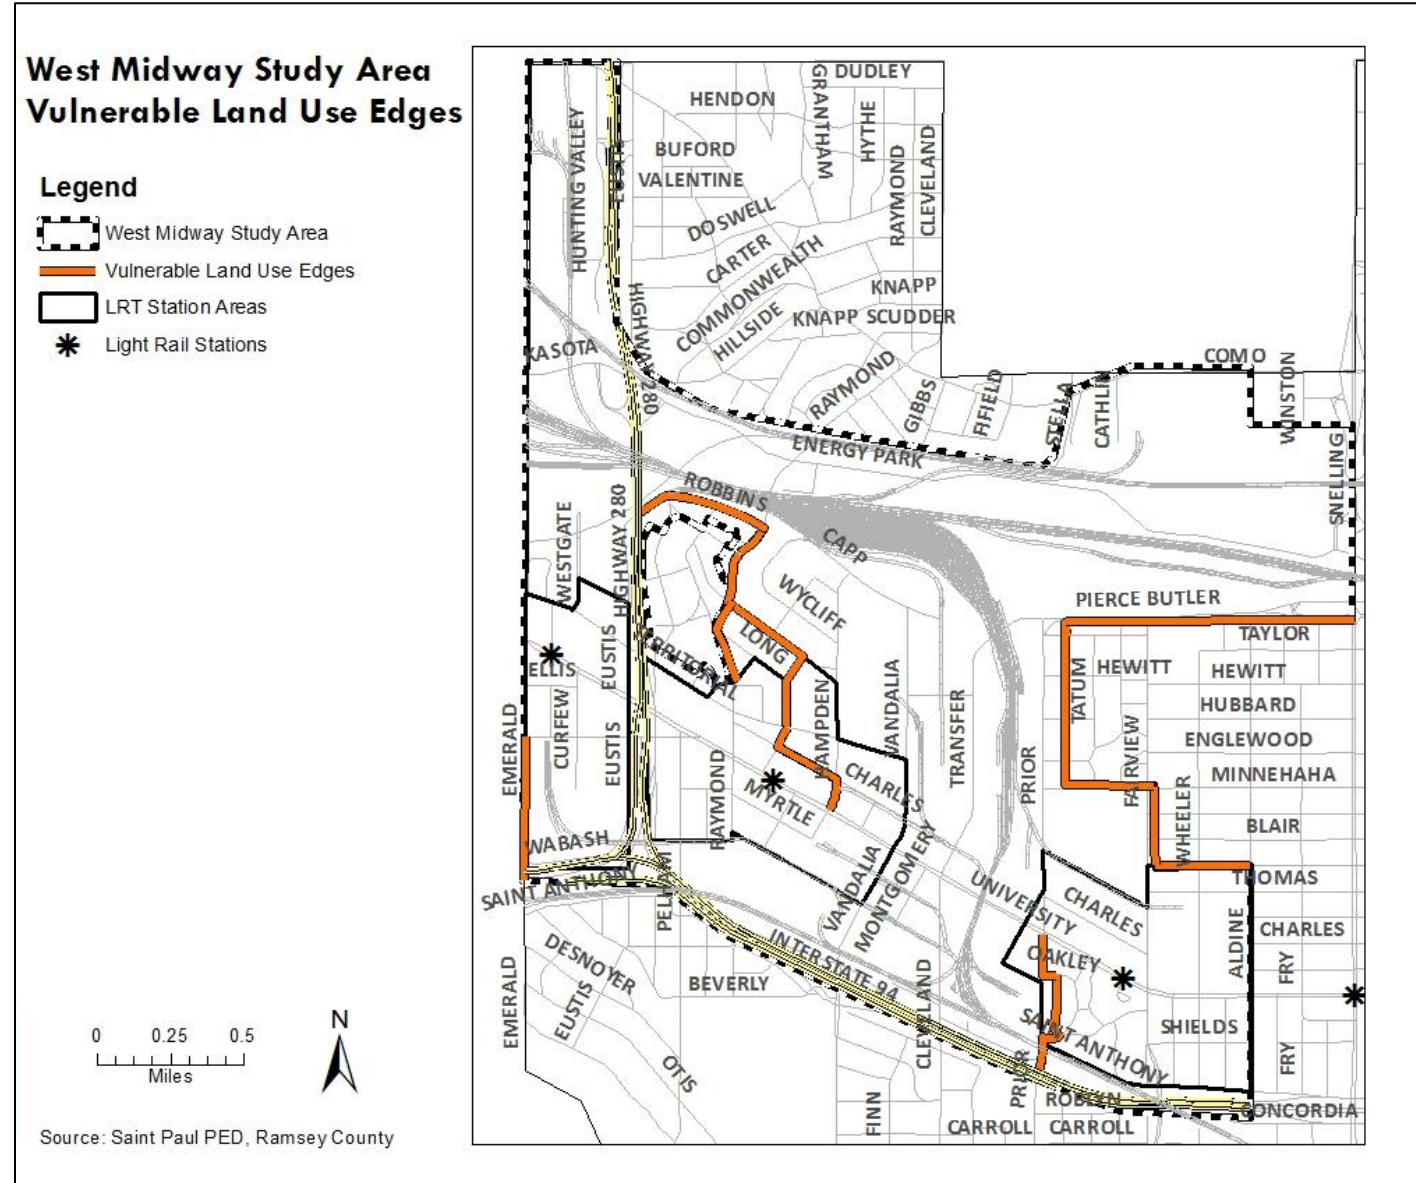 West Midway Study Area
Vulnerable Land Use Edges
Legend
West Midway Study Area
Vulnerable Land Use Edges
LRT Station Areas
Light Rail Stations
DUDLEY
HENDON
GRANTHAM
HYTHE
HUNTING VALLEY
BUFORD
VALENTINE
RAYMOND
CLEVELAND
DOSWELL
CARTER
COMMONWEALTH
HILLSIDE
KNAPP
KNAPP SCUDDER
HIGHWAY 280
KASOTA
COMO
RAYMOND
GIBBS
FIFIELD
STELLA
CATHLIN
WINSTON
ENERGY PARK
SNELLING
ROBBINS
HIGHWAY 280
WESTGATE
CAPP
WYCLIFF
PIERCE BUTLER
TAYLOR
LONG
TERRITORIAL
ELLIS
EUSTIS
HEWITT
HEWITT
TATUM
HUBBARD
EMERALD
CURFEW
EUSTIS
HAMPDEN
VANDALIA
TRANSFER
PRIOR
FAIRVIEW
ENGLEWOOD
MINNEHAHA
RAYMOND
CHARLES
MYRTLE
WHEELER
BLAIR
WABASH
SAINT ANTHONY
PELHAM
VANDALIA
MONTGOMERY
UNIVERSITY
CHARLES
THOMAS
ALDINE
CHARLES
INTERSTATE 94
OAKLEY
FRY
DESNOYER
EUSTIS
BEVERLY
EMERALD
CLEVELAND
SAINT ANTHONY
SHIELDS
FRY
OTIS
PRIOR
FINN
ROBLYN
CONCORDIA
CARROLL
CARROLL
0 0.25 0.5
Miles
N
Source: Saint Paul PED, Ramsey County